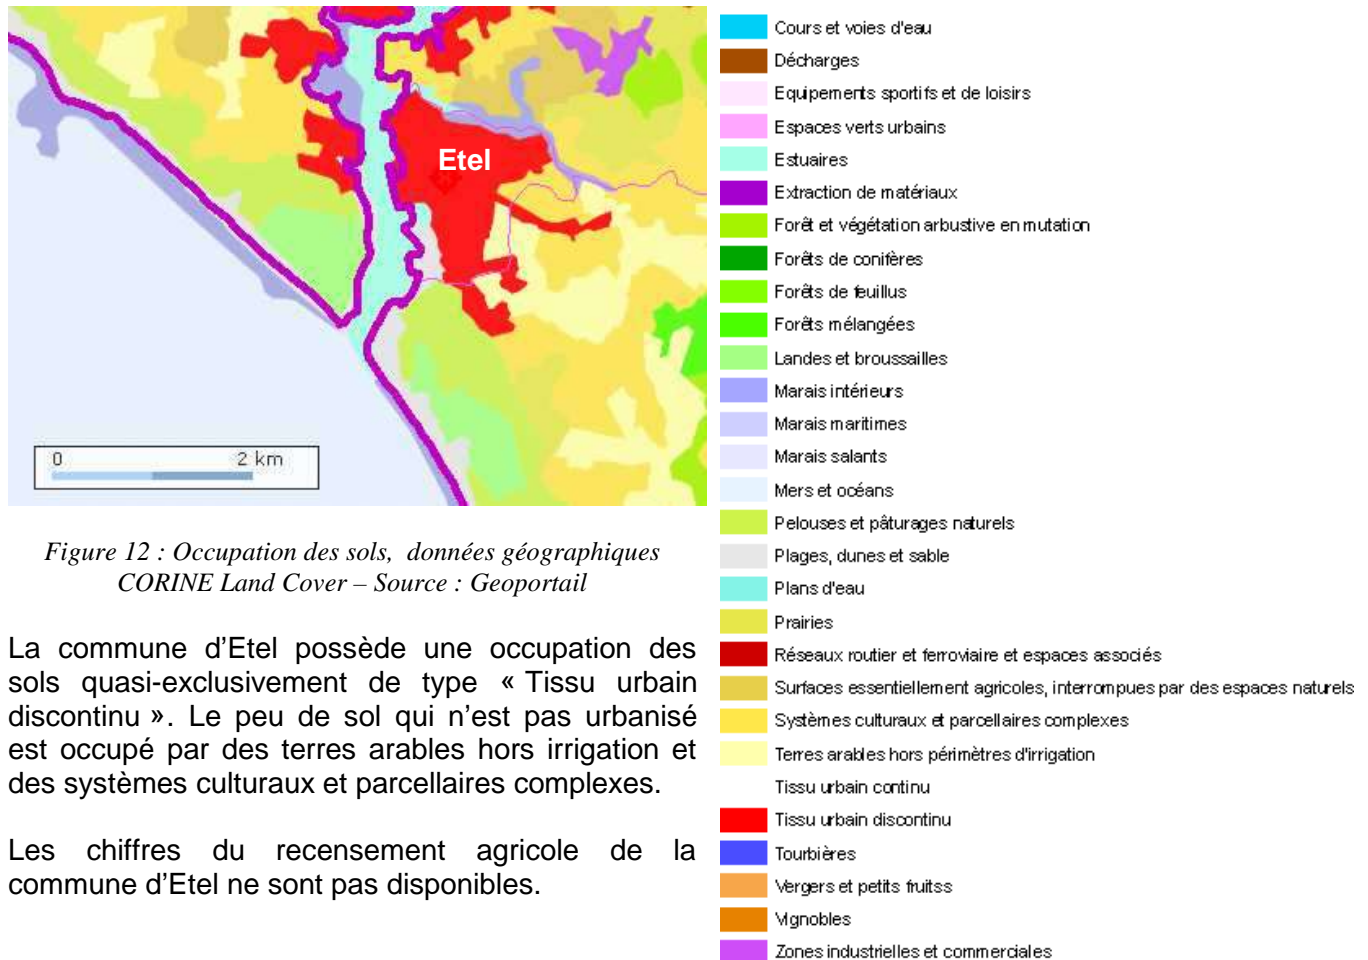 Etel
0 2 km
Figure 12 : Occupation des sols, données géographiques
CORINE Land Cover – Source : Geoportail
La commune d'Etel possède une occupation des
sols quasi-exclusivement de type « Tissu urbain
discontinu ». Le peu de sol qui n'est pas urbanisé
est occupé par des terres arables hors irrigation et
des systèmes culturaux et parcellaires complexes.
Les chiffres du recensement agricole de la
commune d'Etel ne sont pas disponibles.
Cours et voies d'eau
Décharges
Equipements sportifs et de loisirs
Espaces verts urbains
Estuaires
Extraction de matériaux
Forêt et végétation arbustive en mutation
Forêts de conifères
Forêts de feuillus
Forêts mélangées
Landes et broussailles
Marais intérieurs
Marais maritimes
Marais salants
Mers et océans
Pelouses et pâturages naturels
Plages, dunes et sable
Plans d'eau
Prairies
Réseaux routier et ferroviaire et espaces associés
Surfaces essentiellement agricoles, interrompues par des espaces naturels
Systèmes culturaux et parcellaires complexes
Terres arables hors périmètres d'irrigation
Tissu urbain continu
Tissu urbain discontinu
Tourbières
Vergers et petits fruitss
Vignobles
Zones industrielles et commerciales